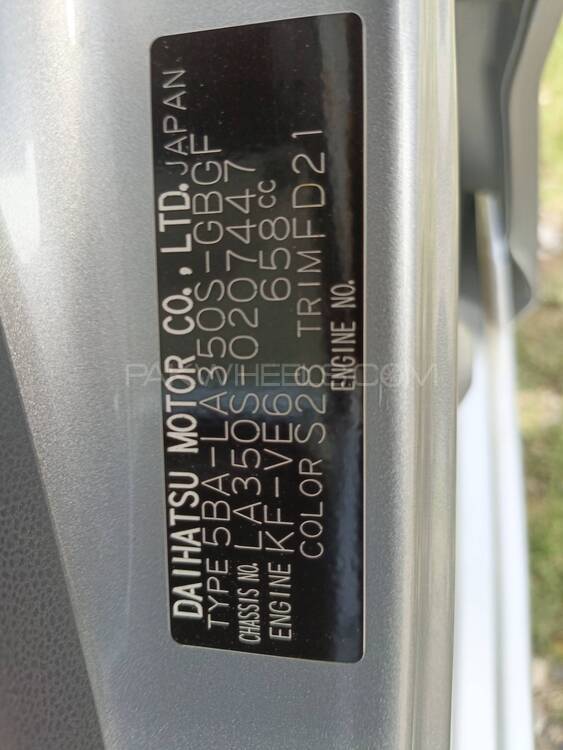 DAIHATSU MOTOR CO., LTD. JAPAN
TYPE 5BA-LA350S-GBGF
CHASSIS NO. LA350S-0207447
ENGINE KF-VE6 658CC
COLOR S28 TRIM FD21
ENGINE NO.
PAKWHEELS.COM